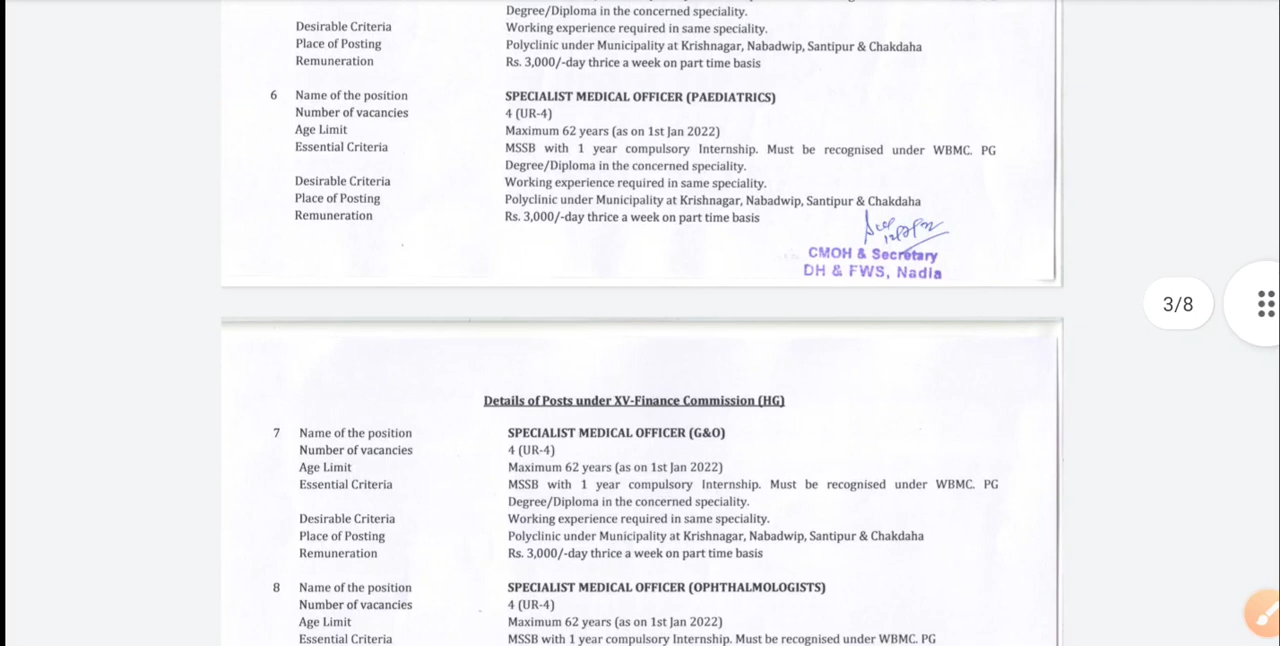 Degree/Diploma in the concerned speciality.
Desirable Criteria Working experience required in same speciality.
Place of Posting Polyclinic under Municipality at Krishnagar, Nabadwip, Santipur & Chakdaha
Remuneration Rs. 3,000/-day thrice a week on part time basis
6 Name of the position SPECIALIST MEDICAL OFFICER (PAEDIATRICS)
Number of vacancies 4 (UR-4)
Age Limit Maximum 62 years (as on 1st Jan 2022)
Essential Criteria MSSB with 1 year compulsory Internship. Must be recognised under WBMC. PG
Degree/Diploma in the concerned speciality.
Desirable Criteria Working experience required in same speciality.
Place of Posting Polyclinic under Municipality at Krishnagar, Nabadwip, Santipur & Chakdaha
Remuneration Rs. 3,000/-day thrice a week on part time basis
CMOH & Secretary
DH & FWS, Nadia
3/8
Details of Posts under XV-Finance Commission (HG)
7 Name of the position SPECIALIST MEDICAL OFFICER (G&O)
Number of vacancies 4 (UR-4)
Age Limit Maximum 62 years (as on 1st Jan 2022)
Essential Criteria MSSB with 1 year compulsory Internship. Must be recognised under WBMC. PG
Degree/Diploma in the concerned speciality.
Desirable Criteria Working experience required in same speciality.
Place of Posting Polyclinic under Municipality at Krishnagar, Nabadwip, Santipur & Chakdaha
Remuneration Rs. 3,000/-day thrice a week on part time basis
8 Name of the position SPECIALIST MEDICAL OFFICER (OPHTHALMOLOGISTS)
Number of vacancies 4 (UR-4)
Age Limit Maximum 62 years (as on 1st Jan 2022)
Essential Criteria MSSB with 1 year compulsory Internship. Must be recognised under WBMC. PG